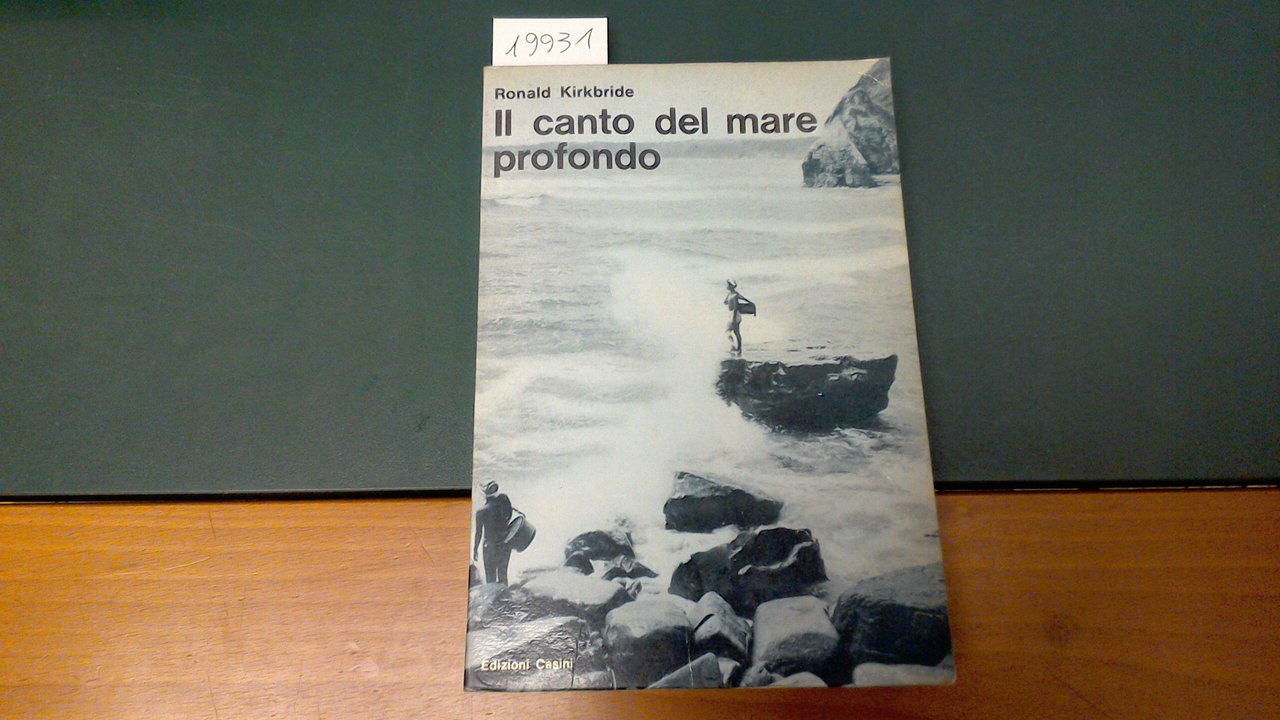 19931
Ronald Kirkbride
Il canto del mare
profondo
Edizioni Casini